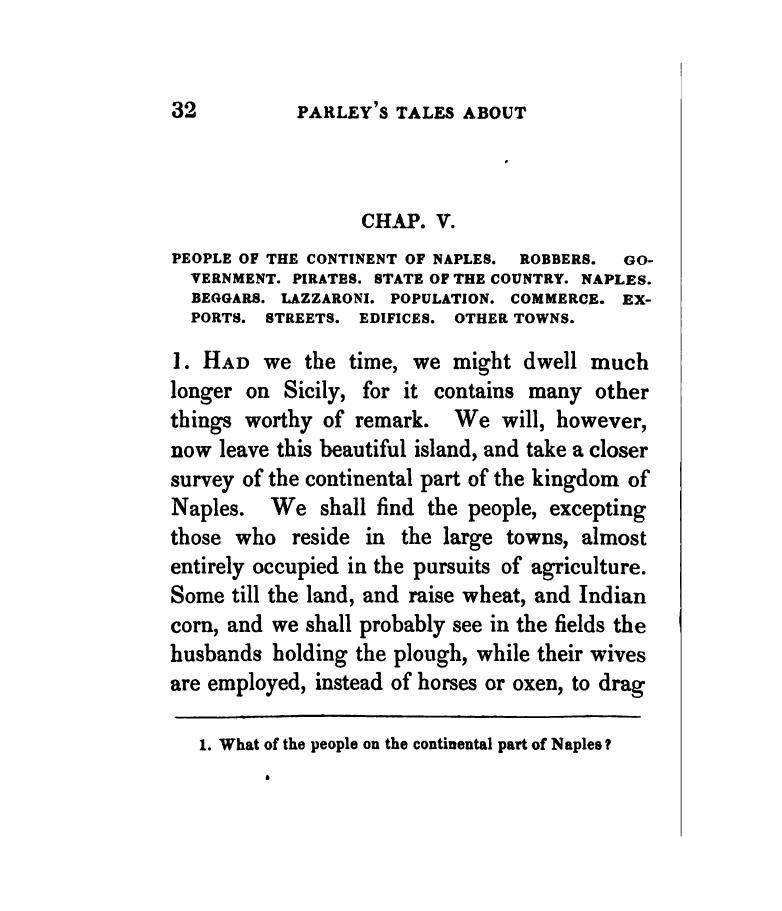 32 PARLEY'S TALES ABOUT
CHAP. V.
PEOPLE OF THE CONTINENT OF NAPLES. ROBBERS. GO-
VERNMENT. PIRATES. STATE OF THE COUNTRY. NAPLES.
BEGGARS. LAZZARONI. POPULATION. COMMERCE. EX-
PORTS. STREETS. EDIFICES. OTHER TOWNS.
1. HAD we the time, we might dwell much
longer on Sicily, for it contains many other
things worthy of remark. We will, however,
now leave this beautiful island, and take a closer
survey of the continental part of the kingdom of
Naples. We shall find the people, excepting
those who reside in the large towns, almost
entirely occupied in the pursuits of agriculture.
Some till the land, and raise wheat, and Indian
corn, and we shall probably see in the fields the
husbands holding the plough, while their wives
are employed, instead of horses or oxen, to drag
1. What of the people on the continental part of Naples?